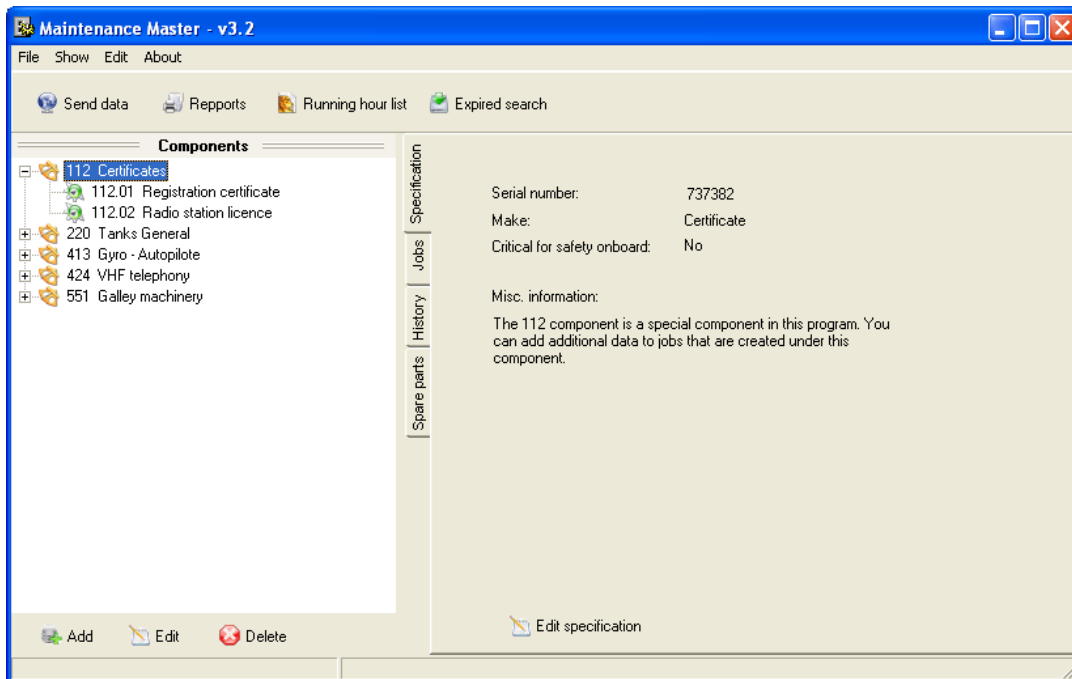 Maintenance Master - v3.2
File Show Edit About
Send data Repports Running hour list Expired search
Components
112 Certificates
112.01 Registration certificate
112.02 Radio station licence
220 Tanks General
413 Gyro - Autopilote
424 VHF telephony
551 Galley machinery
Add Edit Delete
Specification
Jobs
History
Spare parts
Serial number: 737382
Make: Certificate
Critical for safety onboard: No
Misc. information:
The 112 component is a special component in this program. You
can add additional data to jobs that are created under this
component.
Edit specification